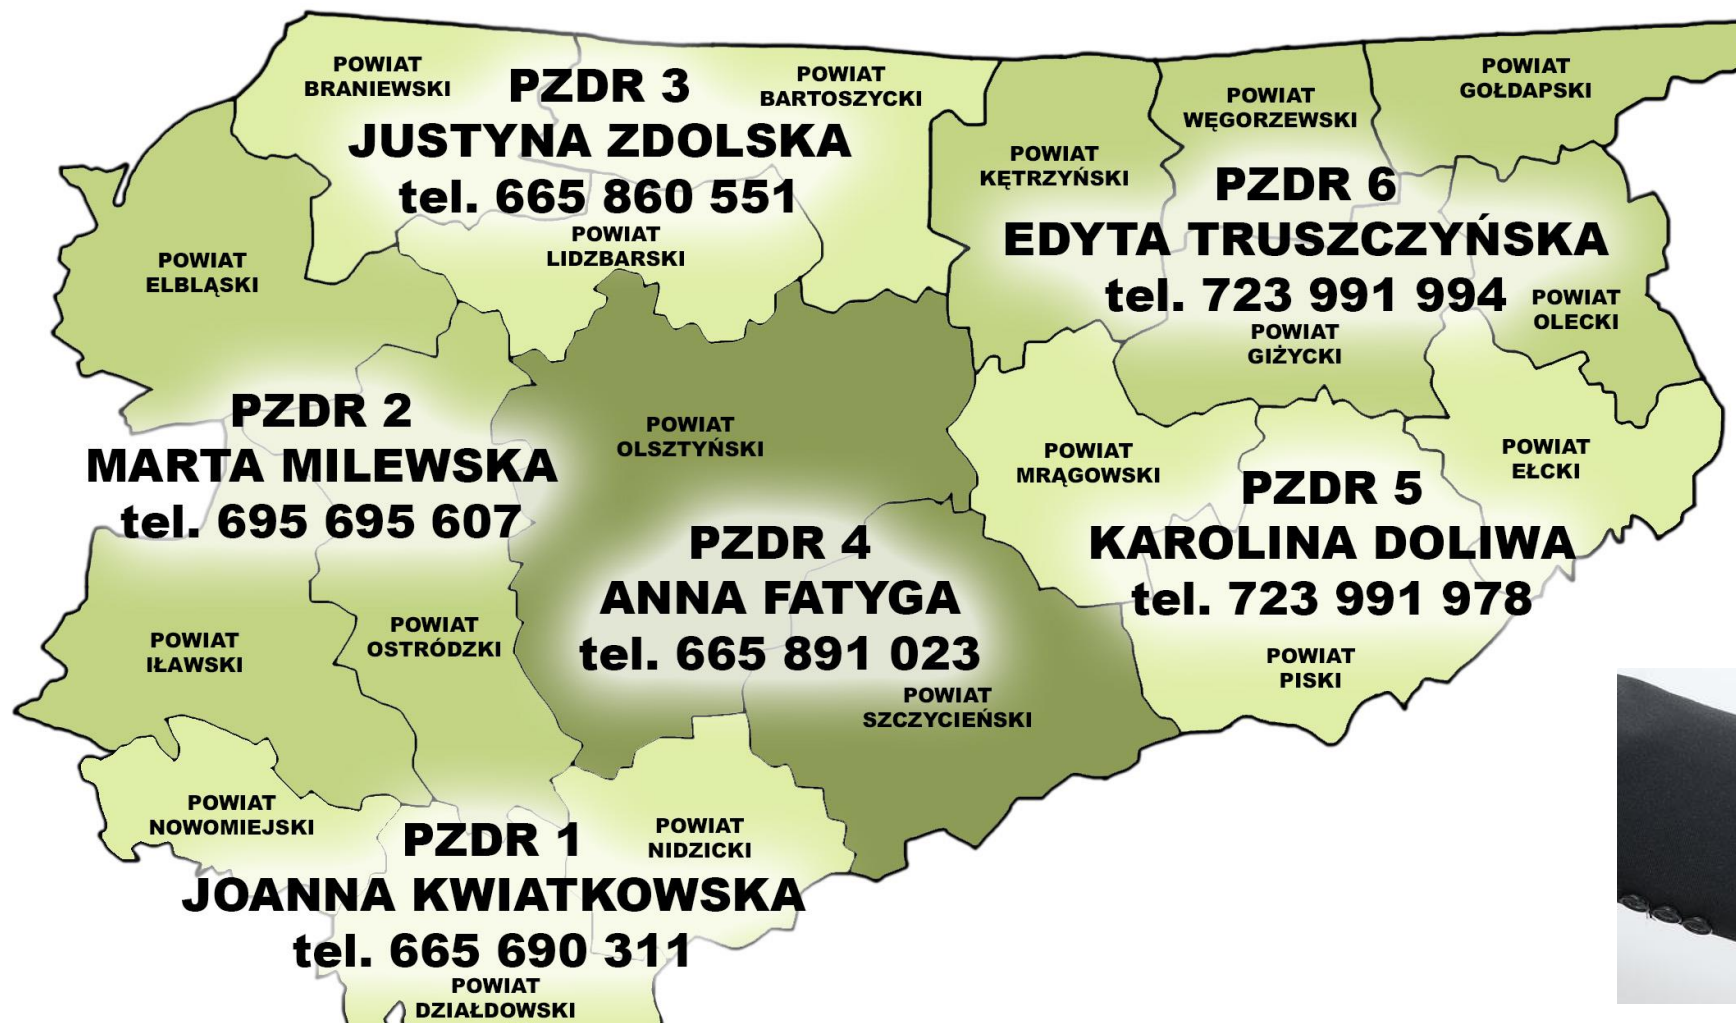 POWIAT
BRANIEWSKI
PZDR 3
JUSTYNA ZDOLSKA
tel. 665 860 551
POWIAT
BARTOSZYCKI
POWIAT
LIDZBARSKI
POWIAT
KĘTRZYŃSKI
POWIAT
WĘGORZEWSKI
POWIAT
GOŁDAPSKI
PZDR 6
EDYTA TRUSZCZYŃSKA
tel. 723 991 994
POWIAT
OLECKI
POWIAT
GIŻYCKI
POWIAT
ELBLĄSKI
PZDR 2
MARTA MILEWSKA
tel. 695 695 607
POWIAT
IŁAWSKI
POWIAT
OSTRÓDZKI
POWIAT
OLSZTYŃSKI
PZDR 4
ANNA FATYGA
tel. 665 891 023
POWIAT
SZCZYCIEŃSKI
POWIAT
MRĄGOWSKI
POWIAT
EŁCKI
PZDR 5
KAROLINA DOLIWA
tel. 723 991 978
POWIAT
PISKI
POWIAT
NOWOMIEJSKI
POWIAT
NIDZICKI
PZDR 1
JOANNA KWIATKOWSKA
tel. 665 690 311
POWIAT
DZIAŁDOWSKI